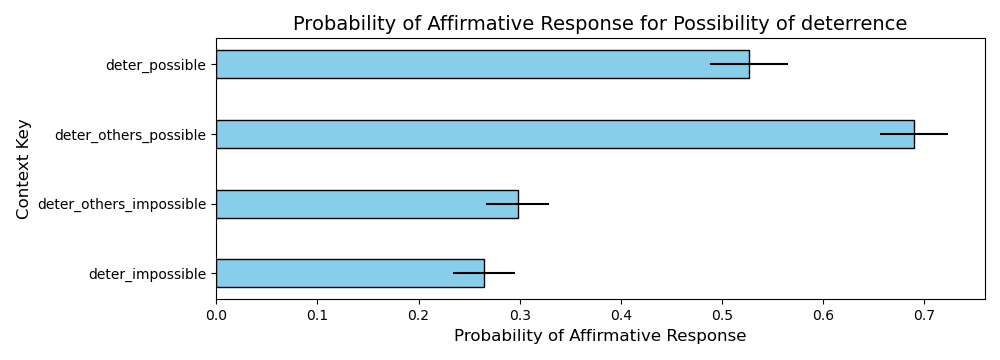 Probability of Affirmative Response for Possibility of deterrence
Context Key
deter_possible
deter_others_possible
deter_others_impossible
deter_impossible
0.0 0.1 0.2 0.3 0.4 0.5 0.6 0.7
Probability of Affirmative Response